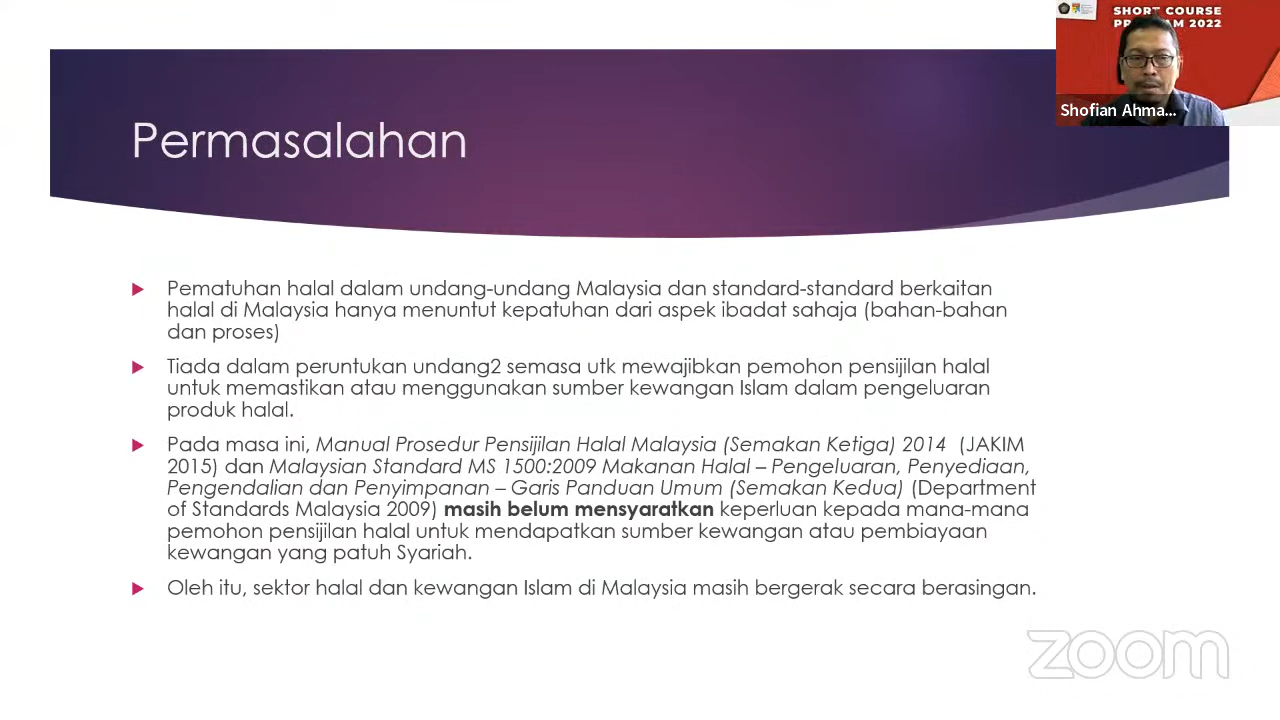 SHORT COURSE
PROGRAM 2022
Shofian Ahma...
Permasalahan
Pematuhan halal dalam undang-undang Malaysia dan standard-standard berkaitan
halal di Malaysia hanya menuntut kepatuhan dari aspek ibadat sahaja (bahan-bahan
dan proses)
Tiada dalam peruntukan undang2 semasa utk mewajibkan pemohon pensijilan halal
untuk memastikan atau menggunakan sumber kewangan Islam dalam pengeluaran
produk halal.
Pada masa ini, Manual Prosedur Pensijilan Halal Malaysia (Semakan Ketiga) 2014 (JAKIM
2015) dan Malaysian Standard MS 1500:2009 Makanan Halal – Pengeluaran, Penyediaan,
Pengendalian dan Penyimpanan – Garis Panduan Umum (Semakan Kedua) (Department
of Standards Malaysia 2009) masih belum mensyaratkan keperluan kepada mana-mana
pemohon pensijilan halal untuk mendapatkan sumber kewangan atau pembiayaan
kewangan yang patuh Syariah.
Oleh itu, sektor halal dan kewangan Islam di Malaysia masih bergerak secara berasingan.
zoom